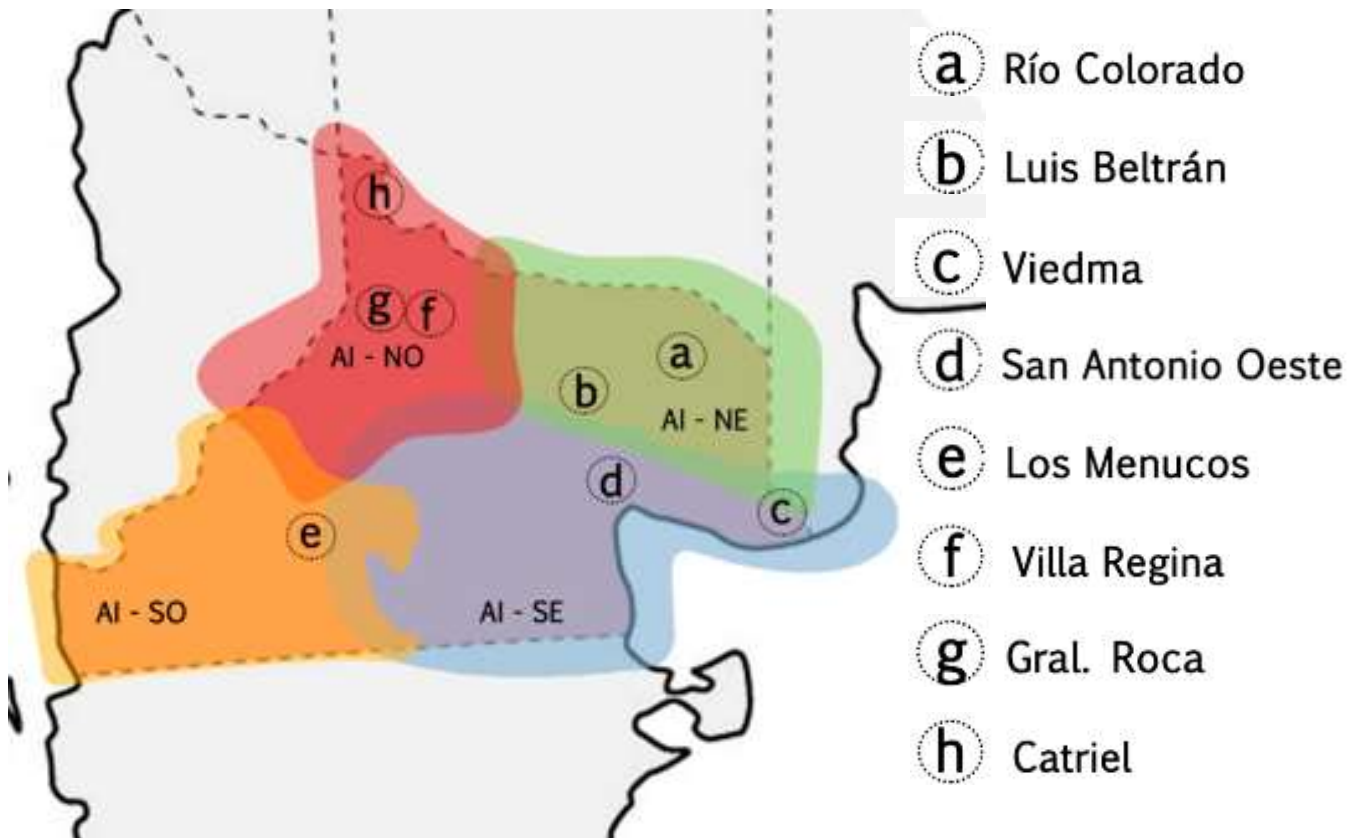 h
g f
AI - NO
a
b
AI - NE
d
c
e
AI - SO
AI - SE
a Río Colorado
b Luis Beltrán
c Viedma
d San Antonio Oeste
e Los Menucos
f Villa Regina
g Gral. Roca
h Catriel